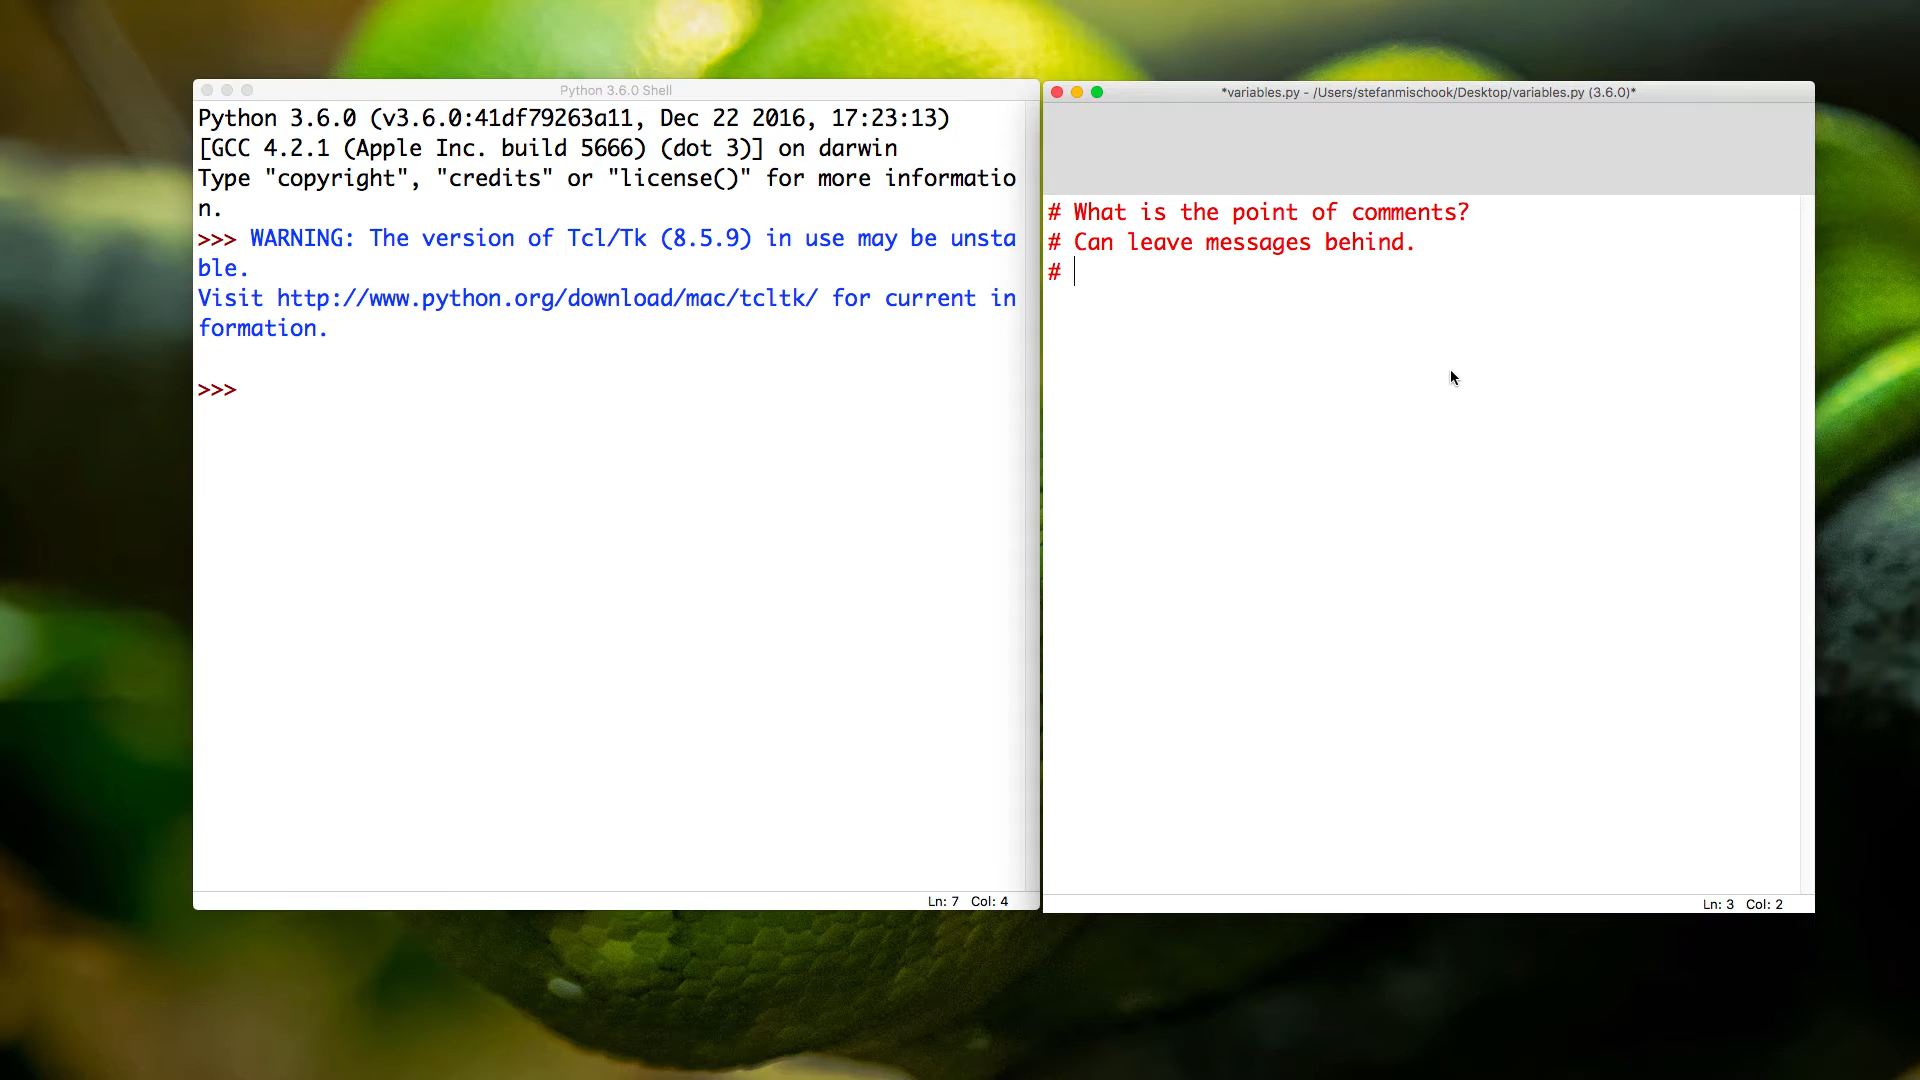 Python 3.6.0 Shell
Python 3.6.0 (v3.6.0:41df79263a11, Dec 22 2016, 17:23:13)
[GCC 4.2.1 (Apple Inc. build 5666) (dot 3)] on darwin
Type "copyright", "credits" or "license()" for more informatio
n.
>>> WARNING: The version of Tcl/Tk (8.5.9) in use may be unsta
ble.
Visit http://www.python.org/download/mac/tcltk/ for current in
formation.
>>>
Ln: 7 Col: 4
*variables.py - /Users/stefanmischook/Desktop/variables.py (3.6.0)*
# What is the point of comments?
# Can leave messages behind.
#
Ln: 3 Col: 2